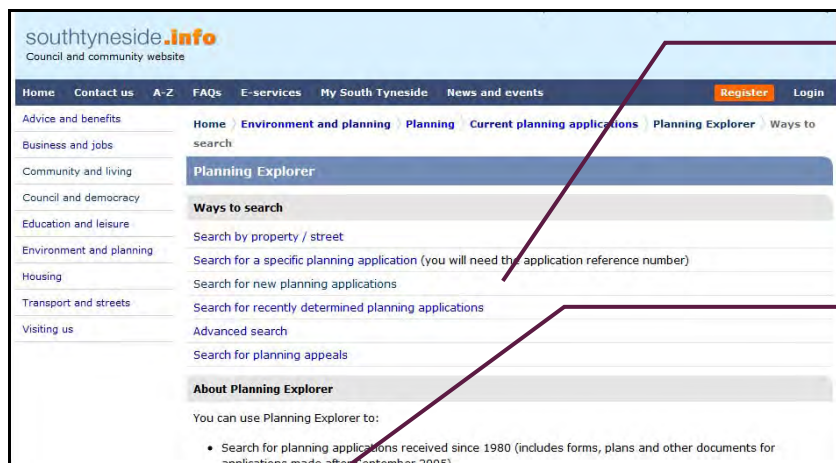 southtyneside.info
Council and community website
Home Contact us A-Z FAQs E-services My South Tyneside News and events Register Login
Advice and benefits
Business and jobs
Community and living
Council and democracy
Education and leisure
Environment and planning
Housing
Transport and streets
Visiting us
Home Environment and planning Planning Current planning applications Planning Explorer Ways to
search
Planning Explorer
Ways to search
Search by property / street
Search for a specific planning application (you will need the application reference number)
Search for new planning applications
Search for recently determined planning applications
Advanced search
Search for planning appeals
About Planning Explorer
You can use Planning Explorer to:
• Search for planning applications received since 1980 (includes forms, plans and other documents for
applications made after September 2005)